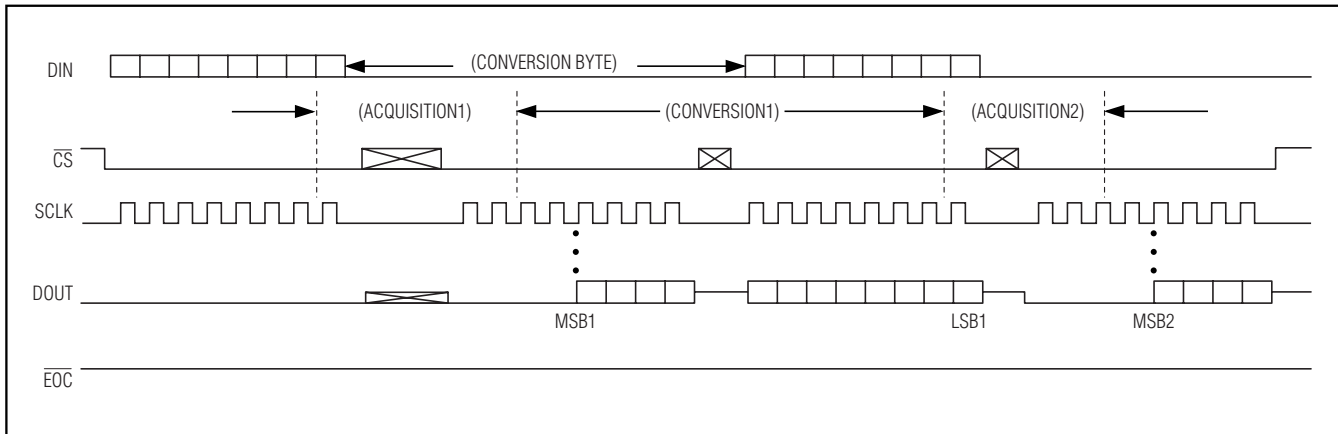 DIN
(CONVERSION BYTE)
(ACQUISITION1)
(CONVERSION1)
(ACQUISITION2)
CS
SCLK
DOUT
MSB1
LSB1
MSB2
EOC